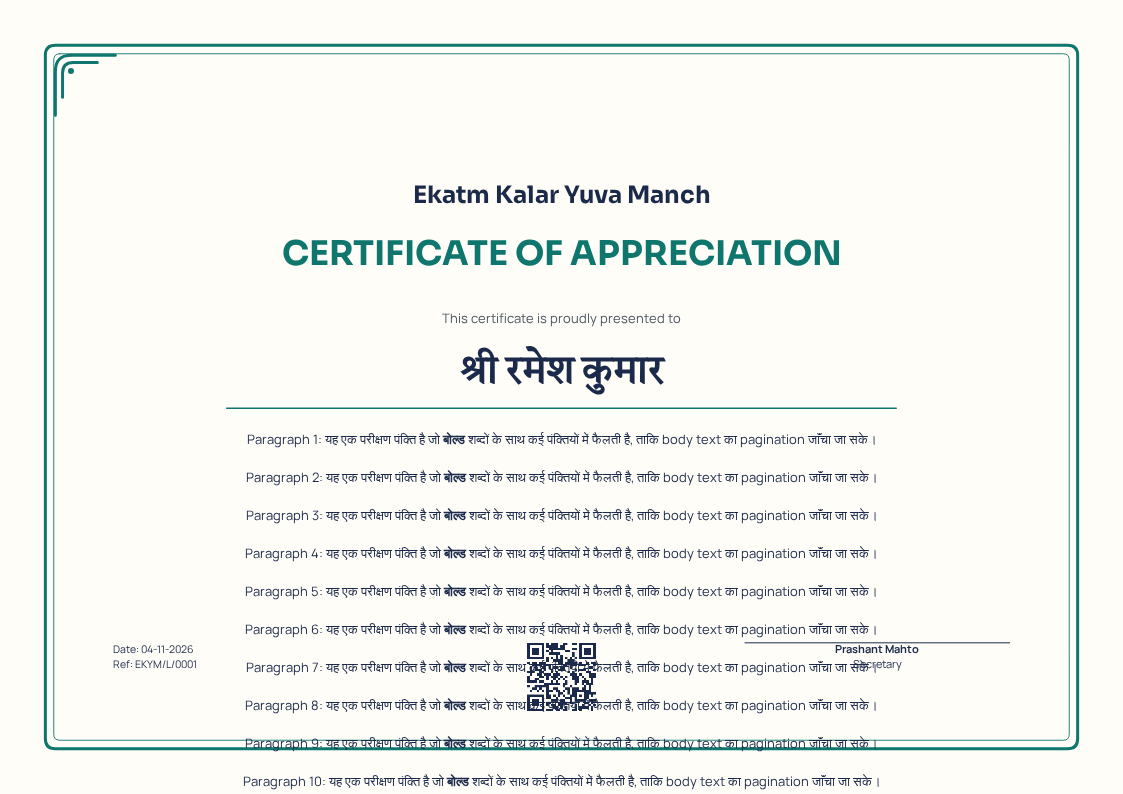 Ekatm Kalar Yuva Manch
CERTIFICATE OF APPRECIATION
This certificate is proudly presented to
श्री रमेश कुमार
Paragraph 1: यह एक परीक्षण पंक्ति है जो बोल्ड शब्दों के साथ कई पंक्तियों में फैलती है, ताकि body text का pagination जाँचा जा सके।
Paragraph 2: यह एक परीक्षण पंक्ति है जो बोल्ड शब्दों के साथ कई पंक्तियों में फैलती है, ताकि body text का pagination जाँचा जा सके।
Paragraph 3: यह एक परीक्षण पंक्ति है जो बोल्ड शब्दों के साथ कई पंक्तियों में फैलती है, ताकि body text का pagination जाँचा जा सके।
Paragraph 4: यह एक परीक्षण पंक्ति है जो बोल्ड शब्दों के साथ कई पंक्तियों में फैलती है, ताकि body text का pagination जाँचा जा सके।
Paragraph 5: यह एक परीक्षण पंक्ति है जो बोल्ड शब्दों के साथ कई पंक्तियों में फैलती है, ताकि body text का pagination जाँचा जा सके।
Paragraph 6: यह एक परीक्षण पंक्ति है जो बोल्ड शब्दों के साथ कई पंक्तियों में फैलती है, ताकि body text का pagination जाँचा जा सके।
Date: 04-11-2026
Prashant Mahto
Ref: EKYM/L/0001
Secretary
Paragraph 7: यह एक परीक्षण पंक्ति है जो बोल्ड शब्दों के साथ फैलती है, ताकि body text का pagination जाँचा जा सके।
Paragraph 8: यह एक परीक्षण पंक्ति है जो बोल्ड शब्दों के साथ फैलती है, ताकि body text का pagination जाँचा जा सके।
Paragraph 9: यह एक परीक्षण पंक्ति है जो बोल्ड शब्दों के साथ कई पंक्तियों में फैलती है, ताकि body text का pagination जाँचा जा सके।
Paragraph 10: यह एक परीक्षण पंक्ति है जो बोल्ड शब्दों के साथ कई पंक्तियों में फैलती है, ताकि body text का pagination जाँचा जा सके।